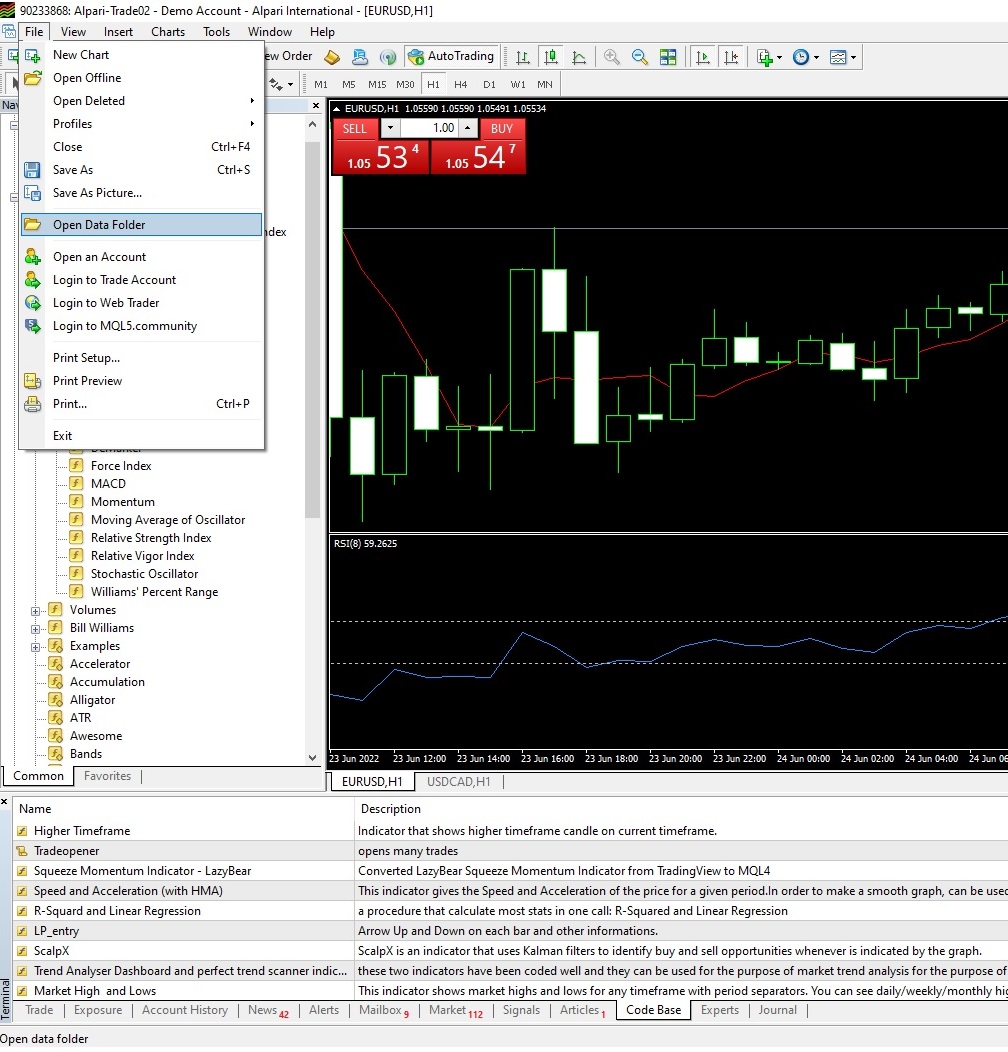 90233868: Alpari-Trade02 - Demo Account - Alpari International - [EURUSD,H1]
File View Insert Charts Tools Window Help
New Chart
Open Offline
Open Deleted
Profiles
Close Ctrl+F4
Save As Ctrl+S
Save As Picture...
Open Data Folder
Open an Account
Login to Trade Account
Login to Web Trader
Login to MQL5.community
Print Setup...
Print Preview
Print... Ctrl+P
Exit
Order AutoTrading
M1 M5 M15 M30 H1 H4 D1 W1 MN
Force Index
MACD
Momentum
Moving Average of Oscillator
Relative Strength Index
Relative Vigor Index
Stochastic Oscillator
Williams' Percent Range
Volumes
Bill Williams
Examples
Accelerator
Accumulation
Alligator
ATR
Awesome
Bands
Common Favorites
EURUSD,H1 1.05590 1.05590 1.05491 1.05534
SELL 1.00 BUY
1.05 53 4 1.05 54 7
RSI(8) 59.2625
23 Jun 2022 23 Jun 12:00 23 Jun 14:00 23 Jun 16:00 23 Jun 18:00 23 Jun 20:00 23 Jun 22:00 24 Jun 00:00 24 Jun 02:00 24 Jun 04:00 24 Jun 06
EURUSD,H1 USDCAD,H1
Name Description
Higher Timeframe Indicator that shows higher timeframe candle on current timeframe.
Tradeopener opens many trades
Squeeze Momentum Indicator - LazyBear Converted LazyBear Squeeze Momentum Indicator from TradingView to MQL4
Speed and Acceleration (with HMA) This indicator gives the Speed and Acceleration of the price for a given period.In order to make a smooth graph, can be used
R-Squard and Linear Regression a procedure that calculate most stats in one call: R-Squared and Linear Regression
LP_entry Arrow Up and Down on each bar and other informations.
ScalpX ScalpX is an indicator that uses Kalman filters to identify buy and sell opportunities whenever is indicated by the graph.
Trend Analyser Dashboard and perfect trend scanner indic... these two indicators have been coded well and they can be used for the purpose of market trend analysis for the purpose of
Market High and Lows This indicator shows market highs and lows for any timeframe with period separators. You can see daily/weekly/monthly
Trade Exposure Account History News 42 Alerts Mailbox 9 Market 112 Signals Articles 1 Code Base Experts Journal
Terminal
Open data folder